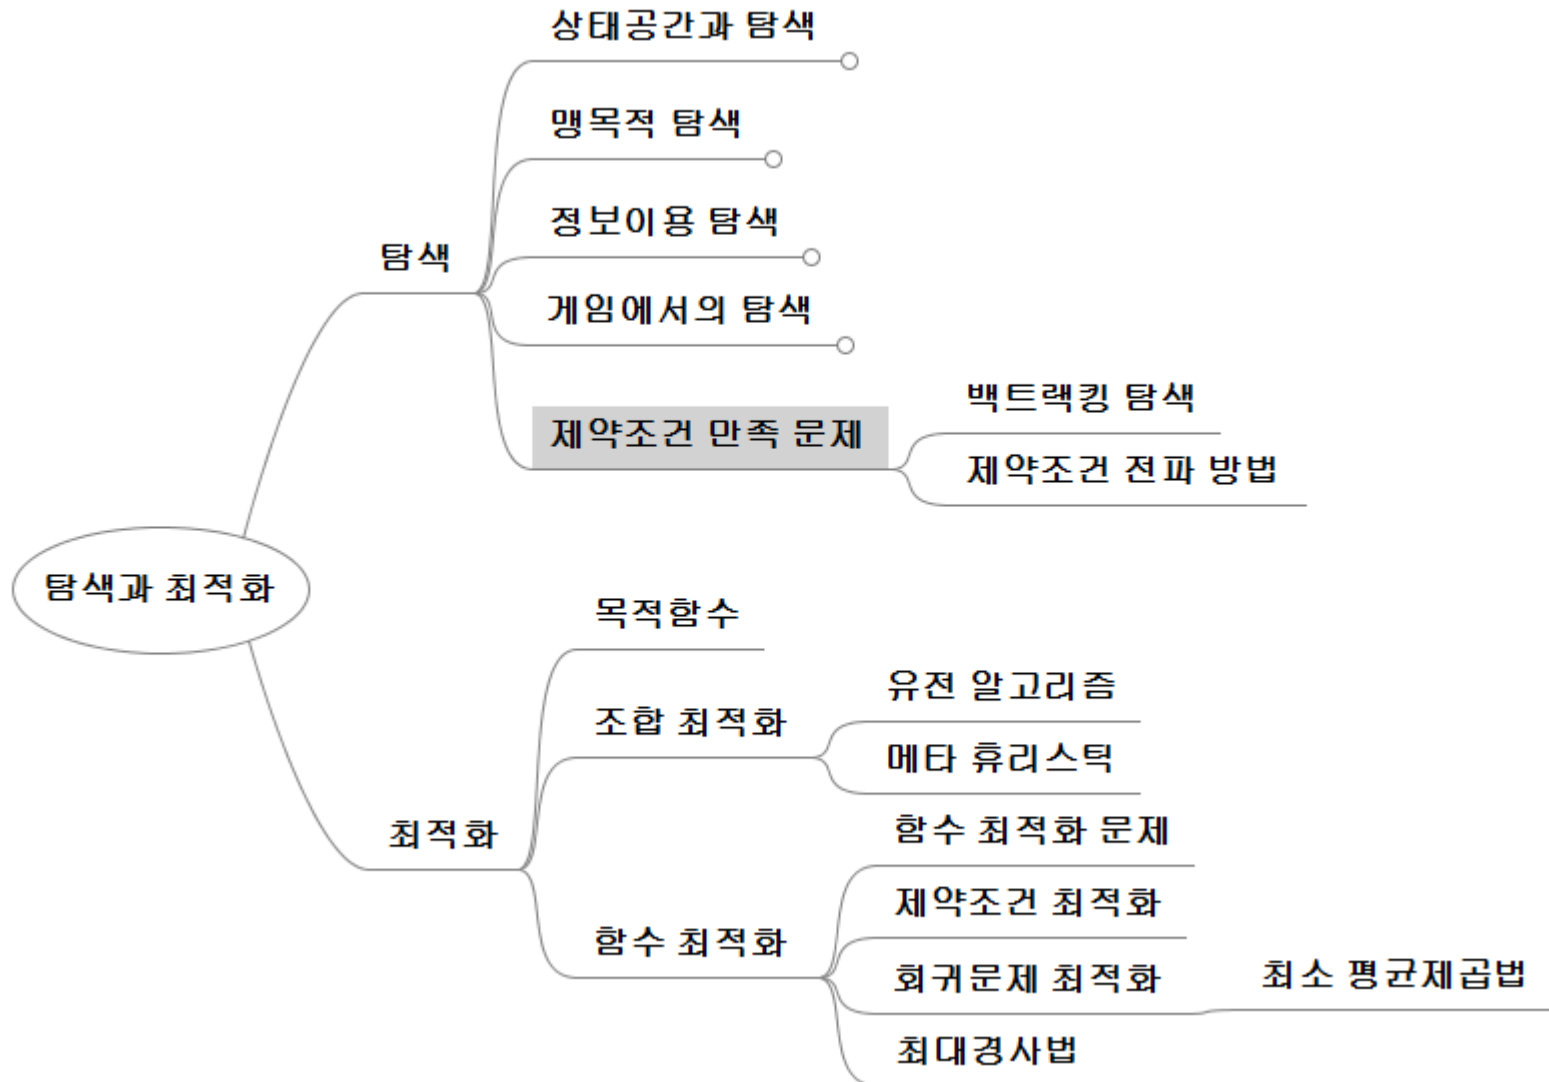 상태공간과 탐색
맹목적 탐색
정보이용 탐색
탐색
게임에서의 탐색
백트랙킹 탐색
제약조건 만족 문제
제약조건 전파 방법
탐색과 최적화
목적함수
유전 알고리즘
조합 최적화
메타 휴리스틱
최적화
함수 최적화 문제
제약조건 최적화
함수 최적화
회귀문제 최적화
최소 평균제곱법
최대경사법